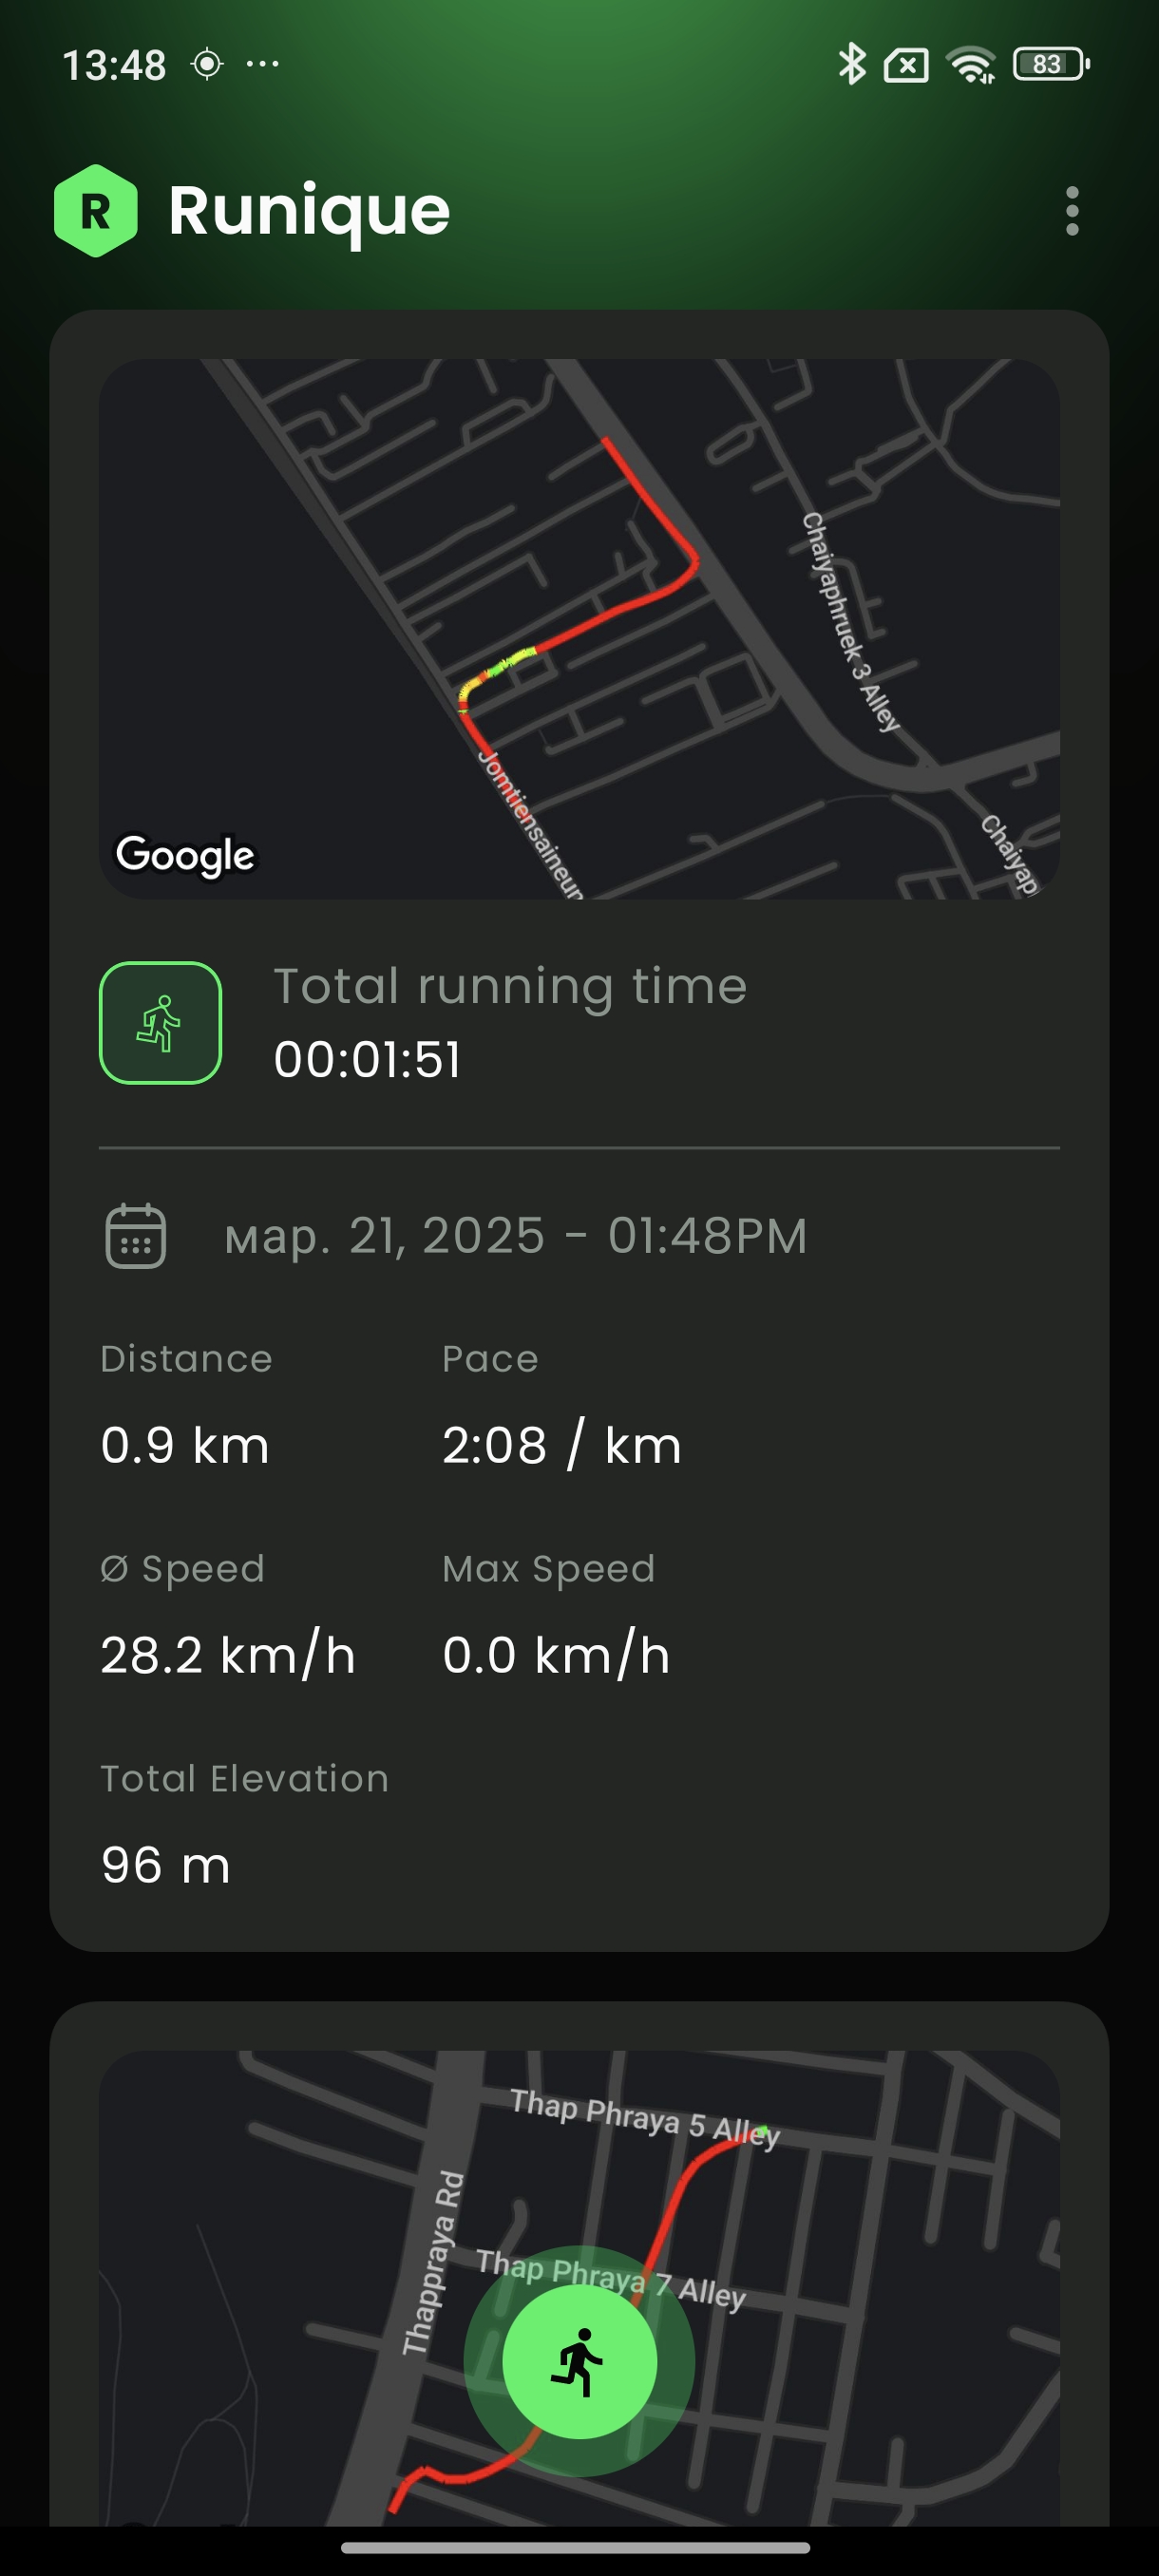 13:48
83
R Runique
Chaiyaphruek 3 Alley
Jomtiensaineun
Chaiyap
Google
Total running time
00:01:51
мар. 21, 2025 - 01:48PM
Distance
Pace
0.9 km
2:08 / km
Ø Speed
Max Speed
28.2 km/h
0.0 km/h
Total Elevation
96 m
Thap Phraya 5 Alley
Thappraya Rd
Thap Phraya 7 Alley